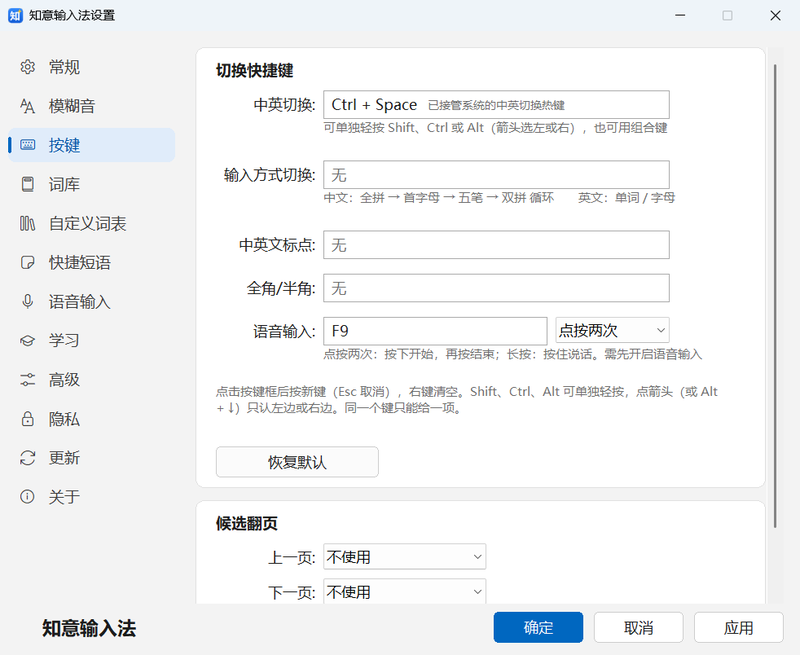 知意输入法设置
常规
模糊音
按键
词库
自定义词表
快捷短语
语音输入
学习
高级
隐私
更新
关于
知意输入法
切换快捷键
中英切换: Ctrl + Space 已接管系统的中英切换热键
可单独轻按 Shift、Ctrl 或 Alt（箭头选左或右），也可用组合键
输入方式切换: 无
中文：全拼 → 首字母 → 五笔 → 双拼 循环 英文：单词 / 字母
中英文标点: 无
全角/半角: 无
语音输入: F9 点按两次
点按两次：按下开始，再按结束；长按：按住说话。需先开启语音输入
点击按键框后按新键（Esc 取消），右键清空。Shift、Ctrl、Alt 可单独轻按，点箭头（或 Alt
+↓）只认左边或右边。同一个键只能给一项。
恢复默认
候选翻页
上一页: 不使用
下一页: 不使用
确定 取消 应用